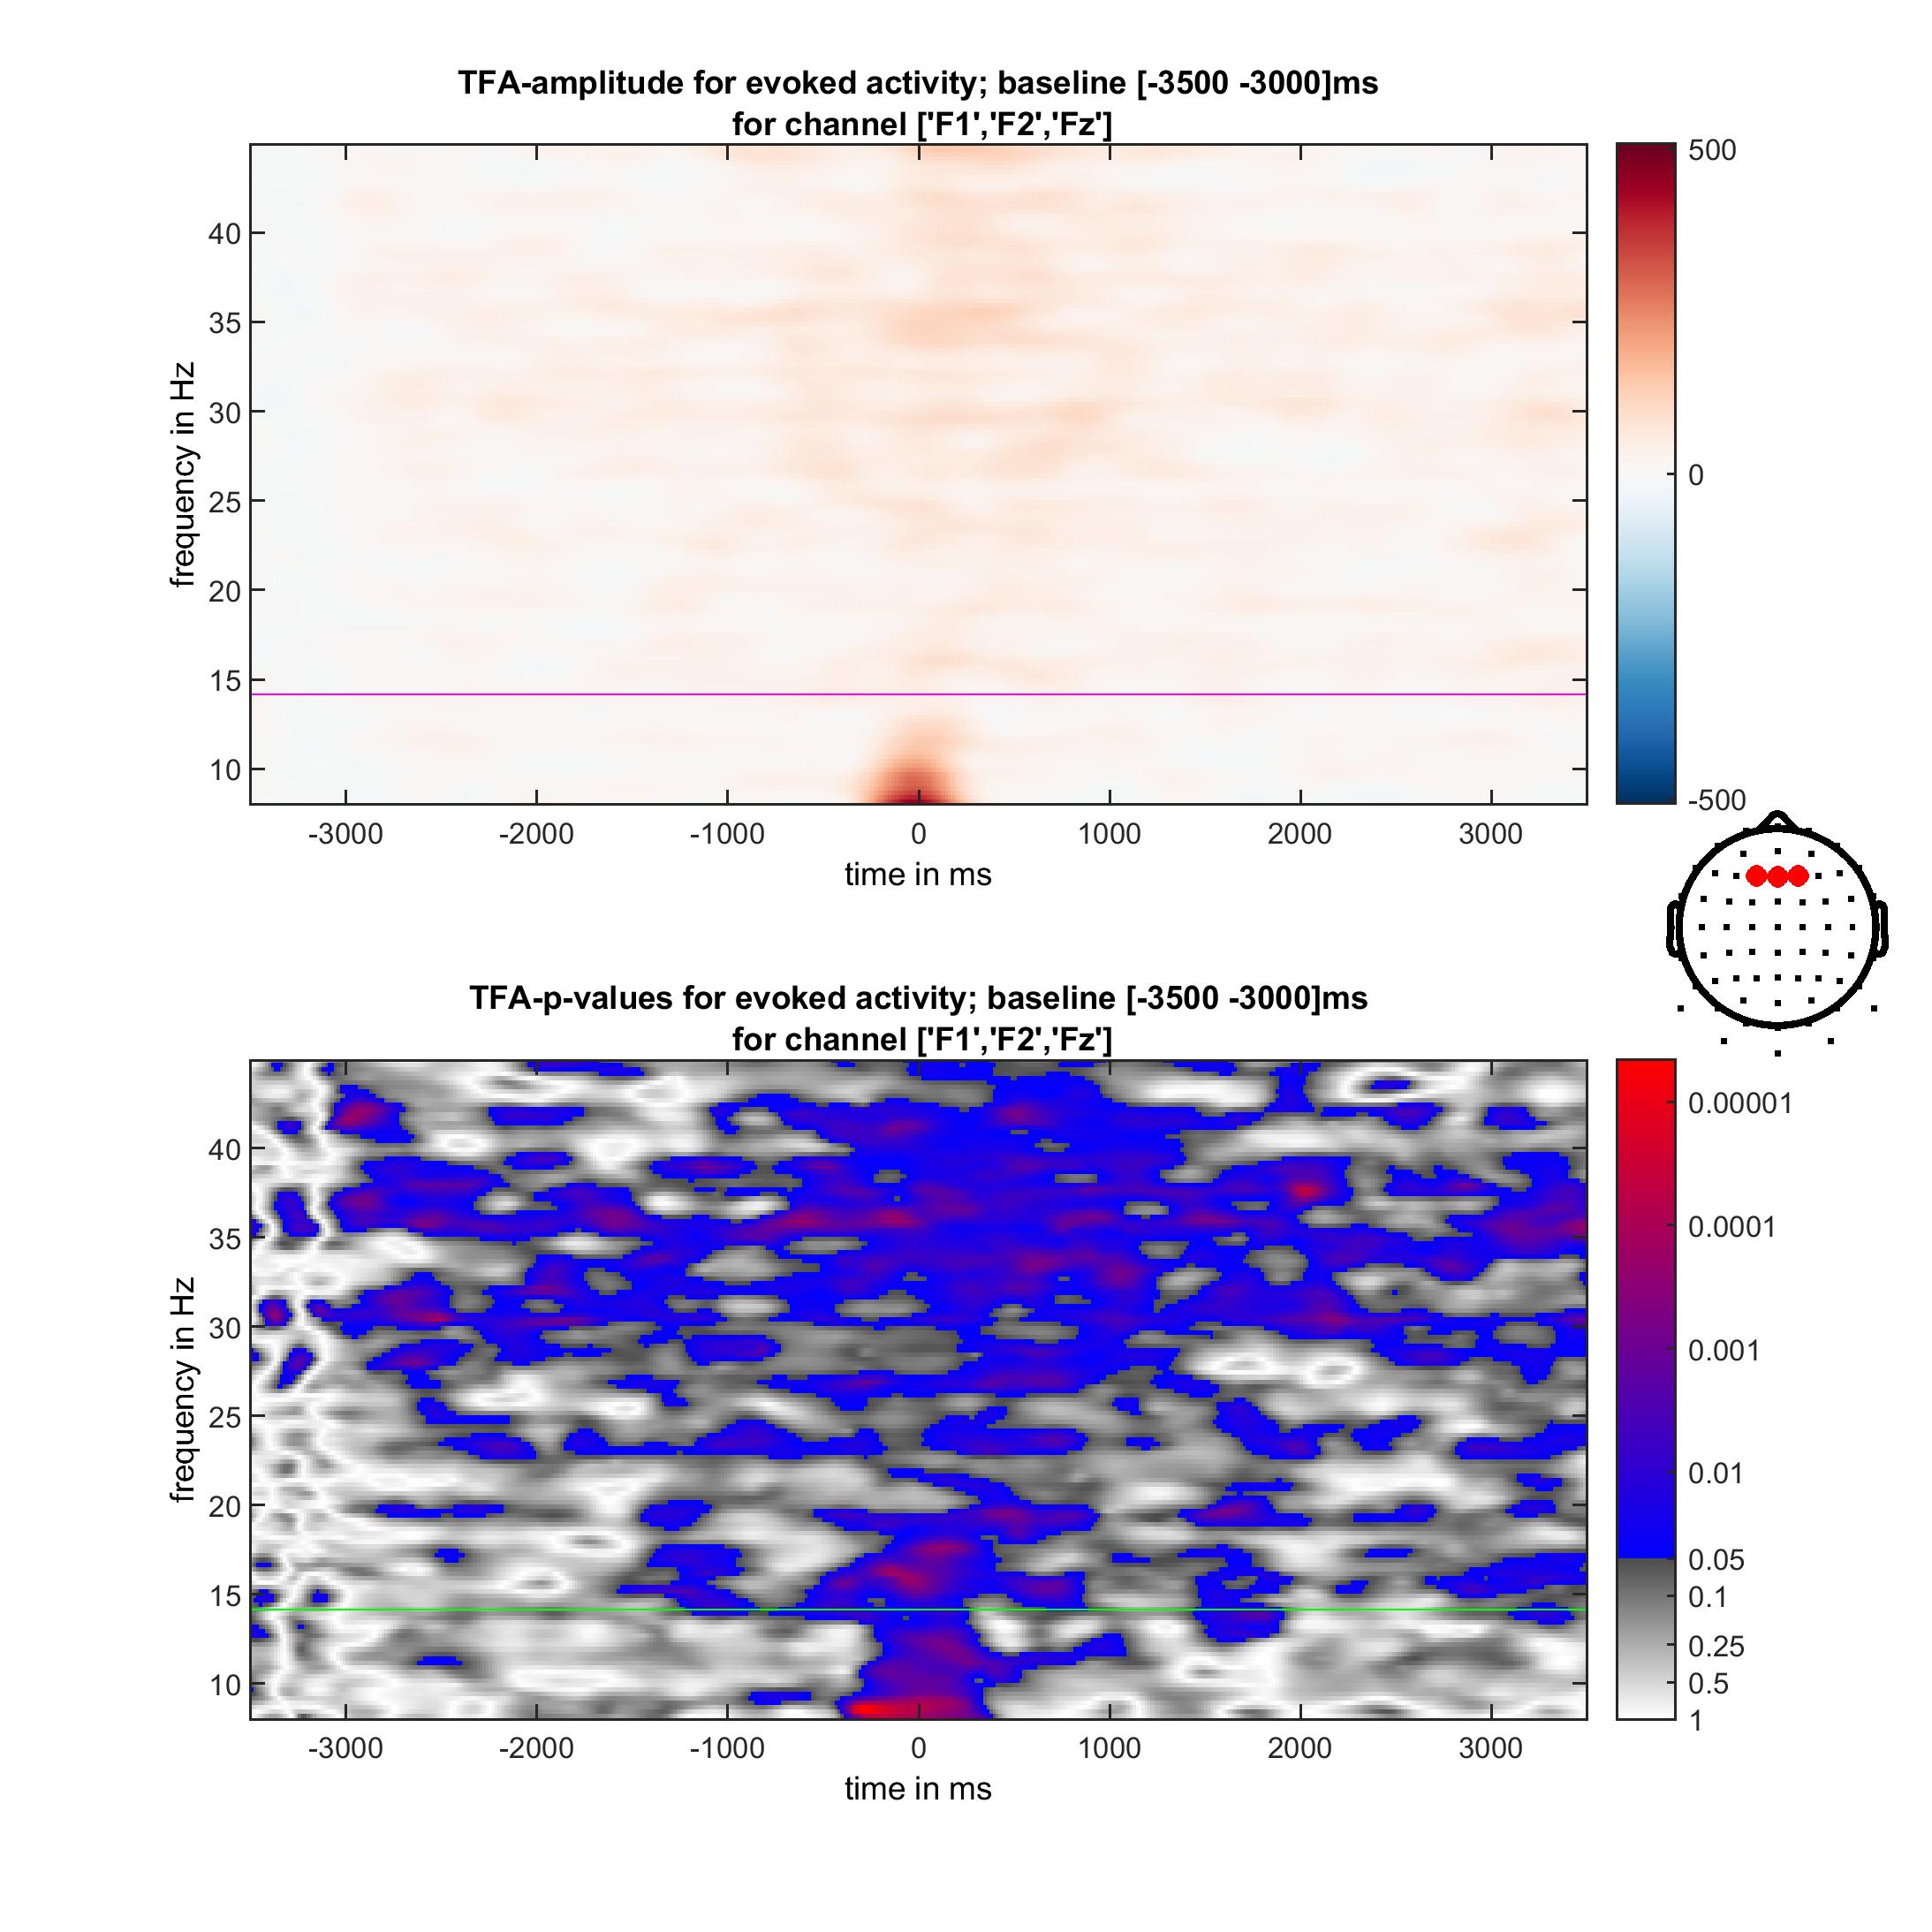 TFA-amplitude for evoked activity; baseline [-3500 -3000]ms
for channel ['F1','F2','Fz']
500
0
-500
40
35
30
25
20
15
10
frequency in Hz
-3000 -2000 -1000 0 1000 2000 3000
time in ms
TFA-p-values for evoked activity; baseline [-3500 -3000]ms
for channel ['F1','F2','Fz']
0.00001
0.0001
0.001
0.01
0.05
0.1
0.25
0.5
1
40
35
30
25
20
15
10
frequency in Hz
-3000 -2000 -1000 0 1000 2000 3000
time in ms